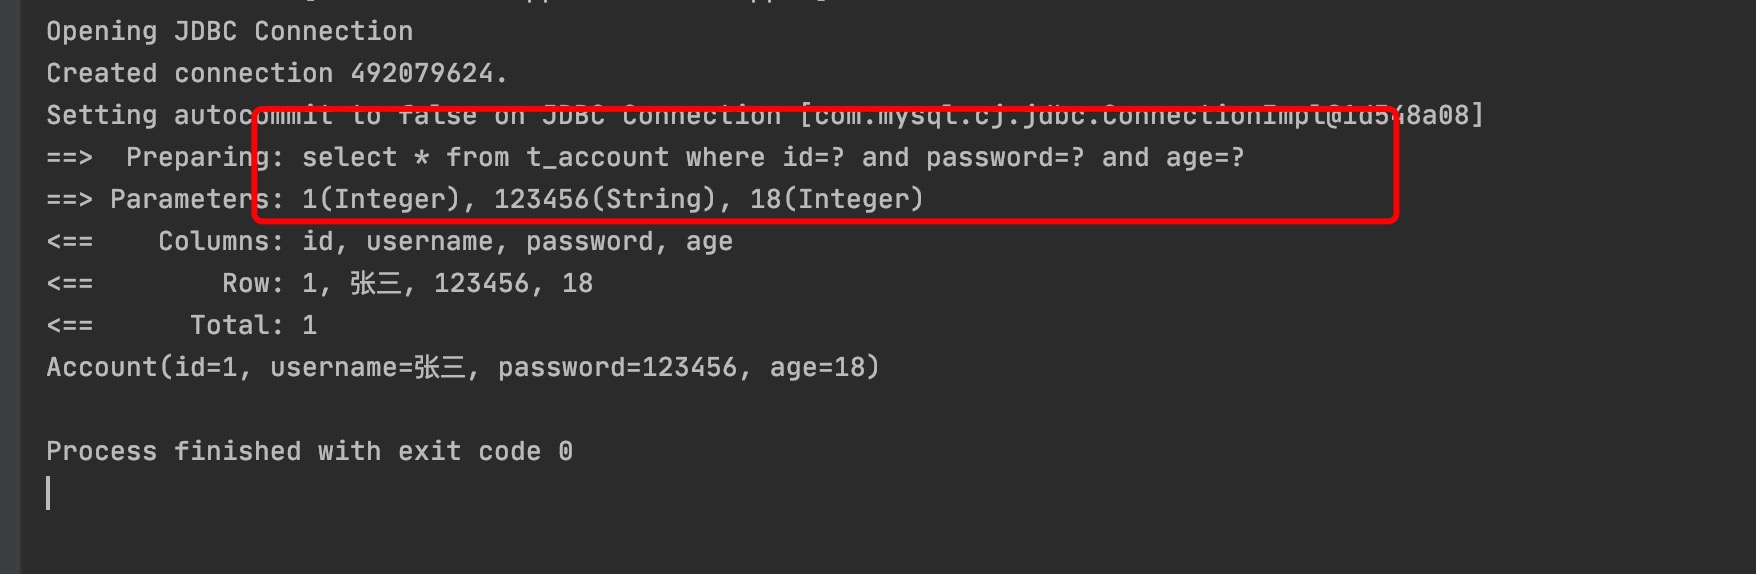 Opening JDBC Connection
Created connection 492079624.
Setting autocommit to false on JDBC Connection [com.mysql.cj.jdbc.ConnectionImpl@1d548a08]
==>  Preparing: select * from t_account where id=? and password=? and age=?
==> Parameters: 1(Integer), 123456(String), 18(Integer)
<==    Columns: id, username, password, age
<==        Row: 1, 张三, 123456, 18
<==      Total: 1
Account(id=1, username=张三, password=123456, age=18)
Process finished with exit code 0